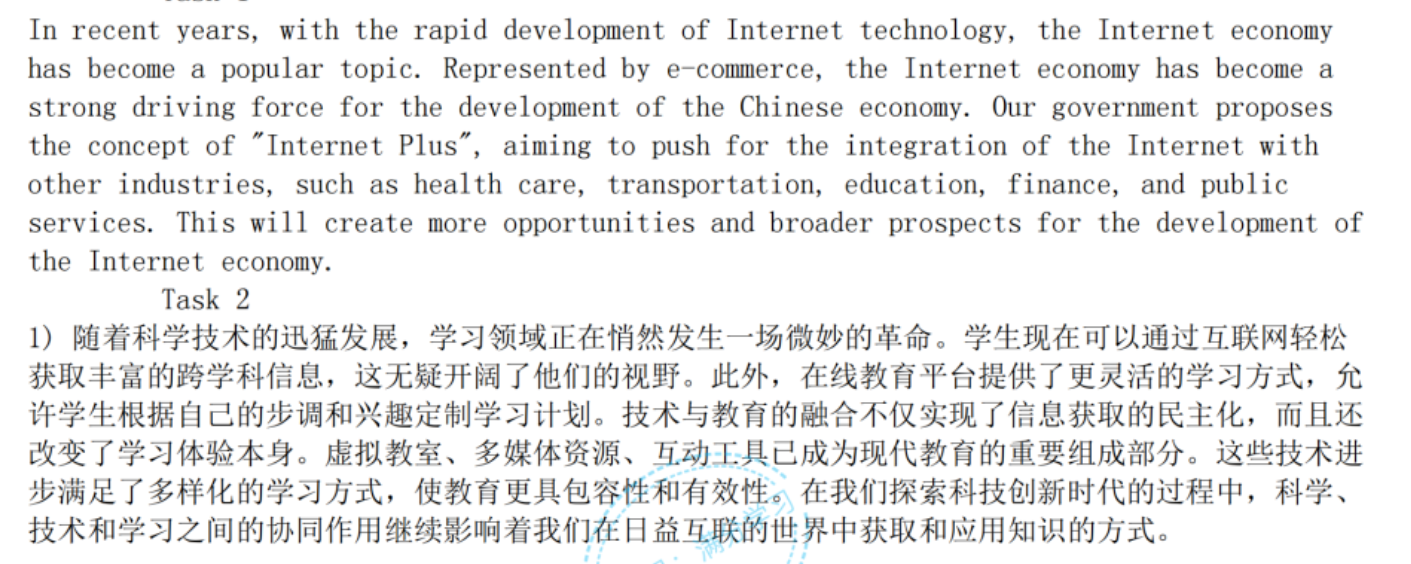 In recent years, with the rapid development of Internet technology, the Internet economy
has become a popular topic. Represented by e-commerce, the Internet economy has become a
strong driving force for the development of the Chinese economy. Our government proposes
the concept of "Internet Plus", aiming to push for the integration of the Internet with
other industries, such as health care, transportation, education, finance, and public
services. This will create more opportunities and broader prospects for the development of
the Internet economy.
Task 2
1) 随着科学技术的迅猛发展，学习领域正在悄然发生一场微妙的革命。学生现在可以通过互联网轻松
获取丰富的跨学科信息，这无疑开阔了他们的视野。此外，在线教育平台提供了更灵活的学习方式，允
许学生根据自己的步调和兴趣定制学习计划。技术与教育的融合不仅实现了信息获取的民主化，而且还
改变了学习体验本身。虚拟教室、多媒体资源、互动工具已成为现代教育的重要组成部分。这些技术进
步满足了多样化的学习方式，使教育更具包容性和有效性。在我们探索科技创新时代的过程中，科学、
技术和学习之间的协同作用继续影响着我们在日益互联的世界中获取和应用知识的方式。